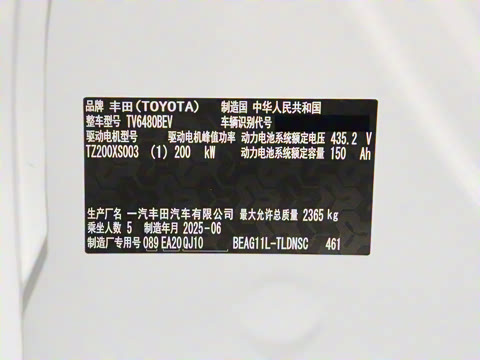 品牌 丰田(TOYOTA) 制造国 中华人民共和国
整车型号 TV6480BEV 车辆识别代号
驱动电机型号 驱动电机峰值功率 动力电池系统额定电压 435.2 V
TZ200XS003 (1) 200 kW 动力电池系统额定容量 150 Ah
生产厂名 一汽丰田汽车有限公司 最大允许总质量 2365 kg
乘坐人数 5 制造年月 2025-06
制造厂专用号 089 EA20 QJ10 BEAG11L-TLDNSC 461